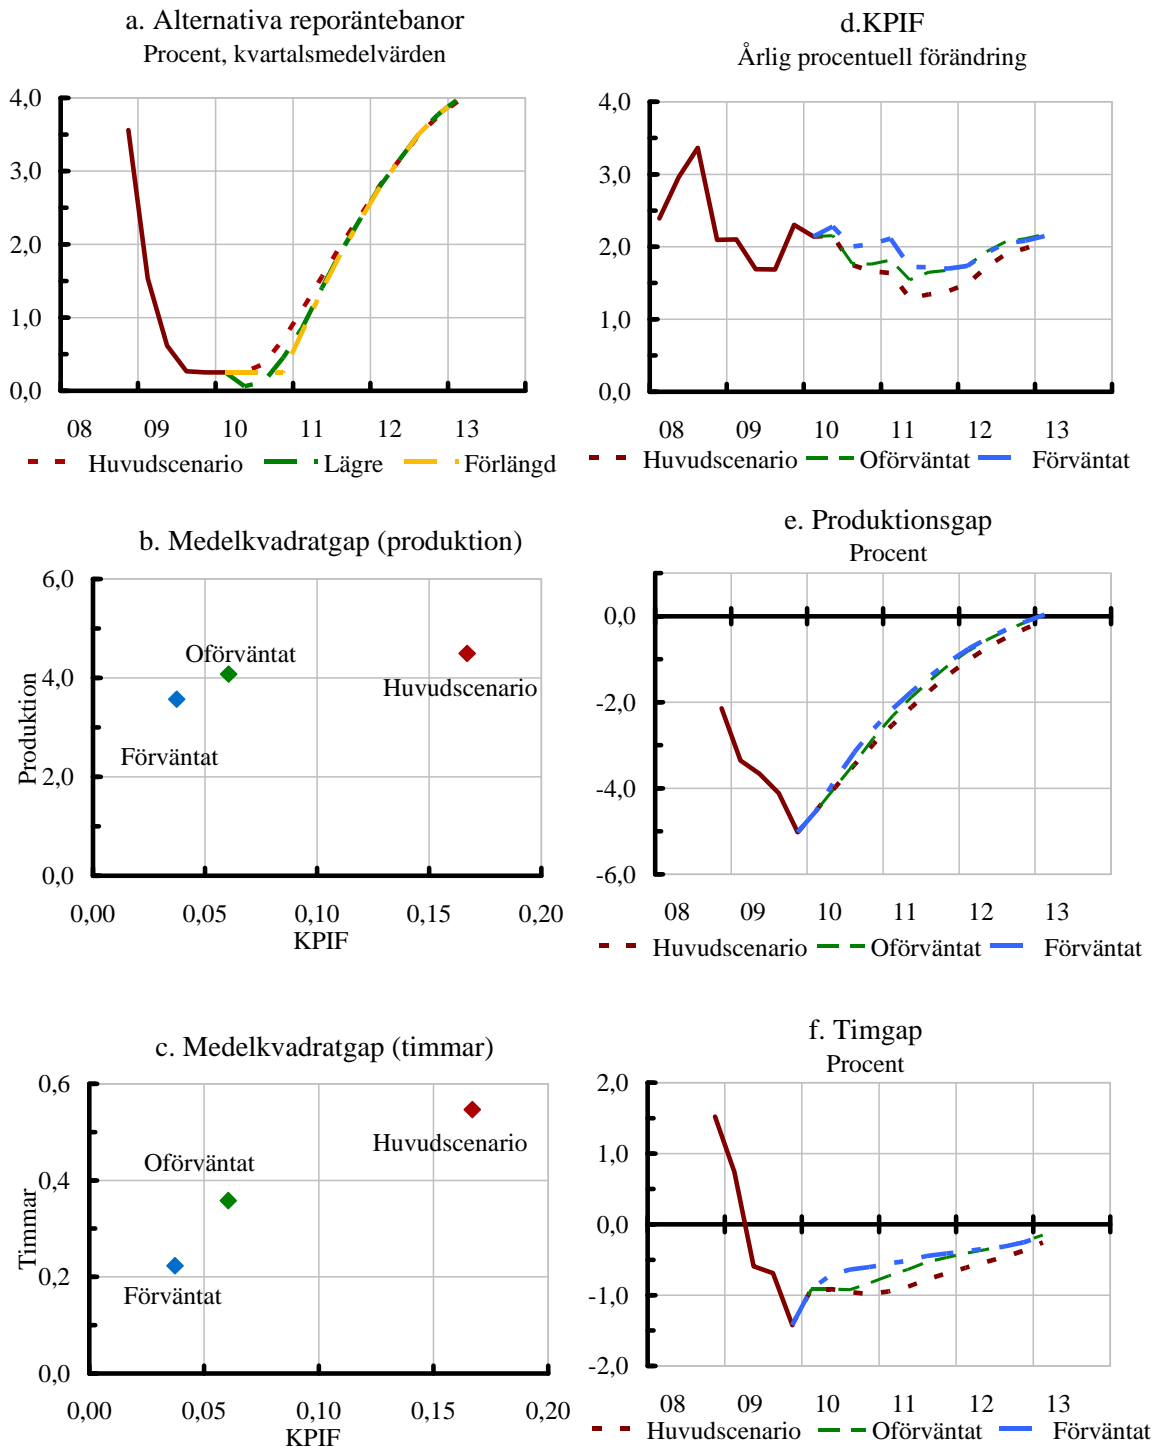 a. Alternativa reporäntebanor
Procent, kvartalsmedelvärden
4,0
3,0
2,0
1,0
0,0
08 09 10 11 12 13
Huvudscenario Lägre Förlängd
d.KPIF
Årlig procentuell förändring
4,0
3,0
2,0
1,0
0,0
08 09 10 11 12 13
Huvudscenario Oförväntat Förväntat
b. Medelkvadratgap (produktion)
6,0
4,0
2,0
0,0
Produktion
Oförväntat
Huvudscenario
Förväntat
0,00 0,05 0,10 0,15 0,20
KPIF
e. Produktionsgap
Procent
0,0
-2,0
-4,0
-6,0
08 09 10 11 12 13
Huvudscenario Oförväntat Förväntat
c. Medelkvadratgap (timmar)
0,6
0,4
0,2
0,0
Timmar
Huvudscenario
Oförväntat
Förväntat
0,00 0,05 0,10 0,15 0,20
KPIF
f. Timgap
Procent
2,0
1,0
0,0
-1,0
-2,0
08 09 10 11 12 13
Huvudscenario Oförväntat Förväntat